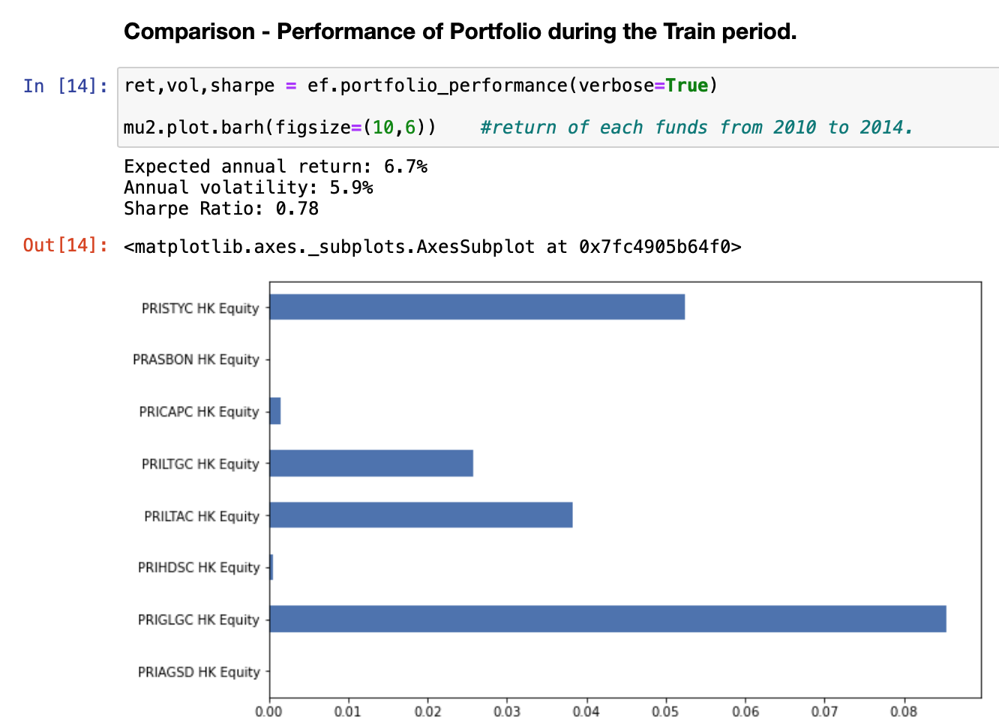 Comparison - Performance of Portfolio during the Train period.
In [14]: ret,vol,sharpe = ef.portfolio_performance(verbose=True)
mu2.plot.barh(figsize=(10,6))    #return of each funds from 2010 to 2014.
Expected annual return: 6.7%
Annual volatility: 5.9%
Sharpe Ratio: 0.78
Out[14]: <matplotlib.axes._subplots.AxesSubplot at 0x7fc4905b64f0>
PRISTYC HK Equity
PRASBON HK Equity
PRICAPC HK Equity
PRILTGC HK Equity
PRILTAC HK Equity
PRIHDSC HK Equity
PRIGLGC HK Equity
PRIAGSD HK Equity
0.00 0.01 0.02 0.03 0.04 0.05 0.06 0.07 0.08